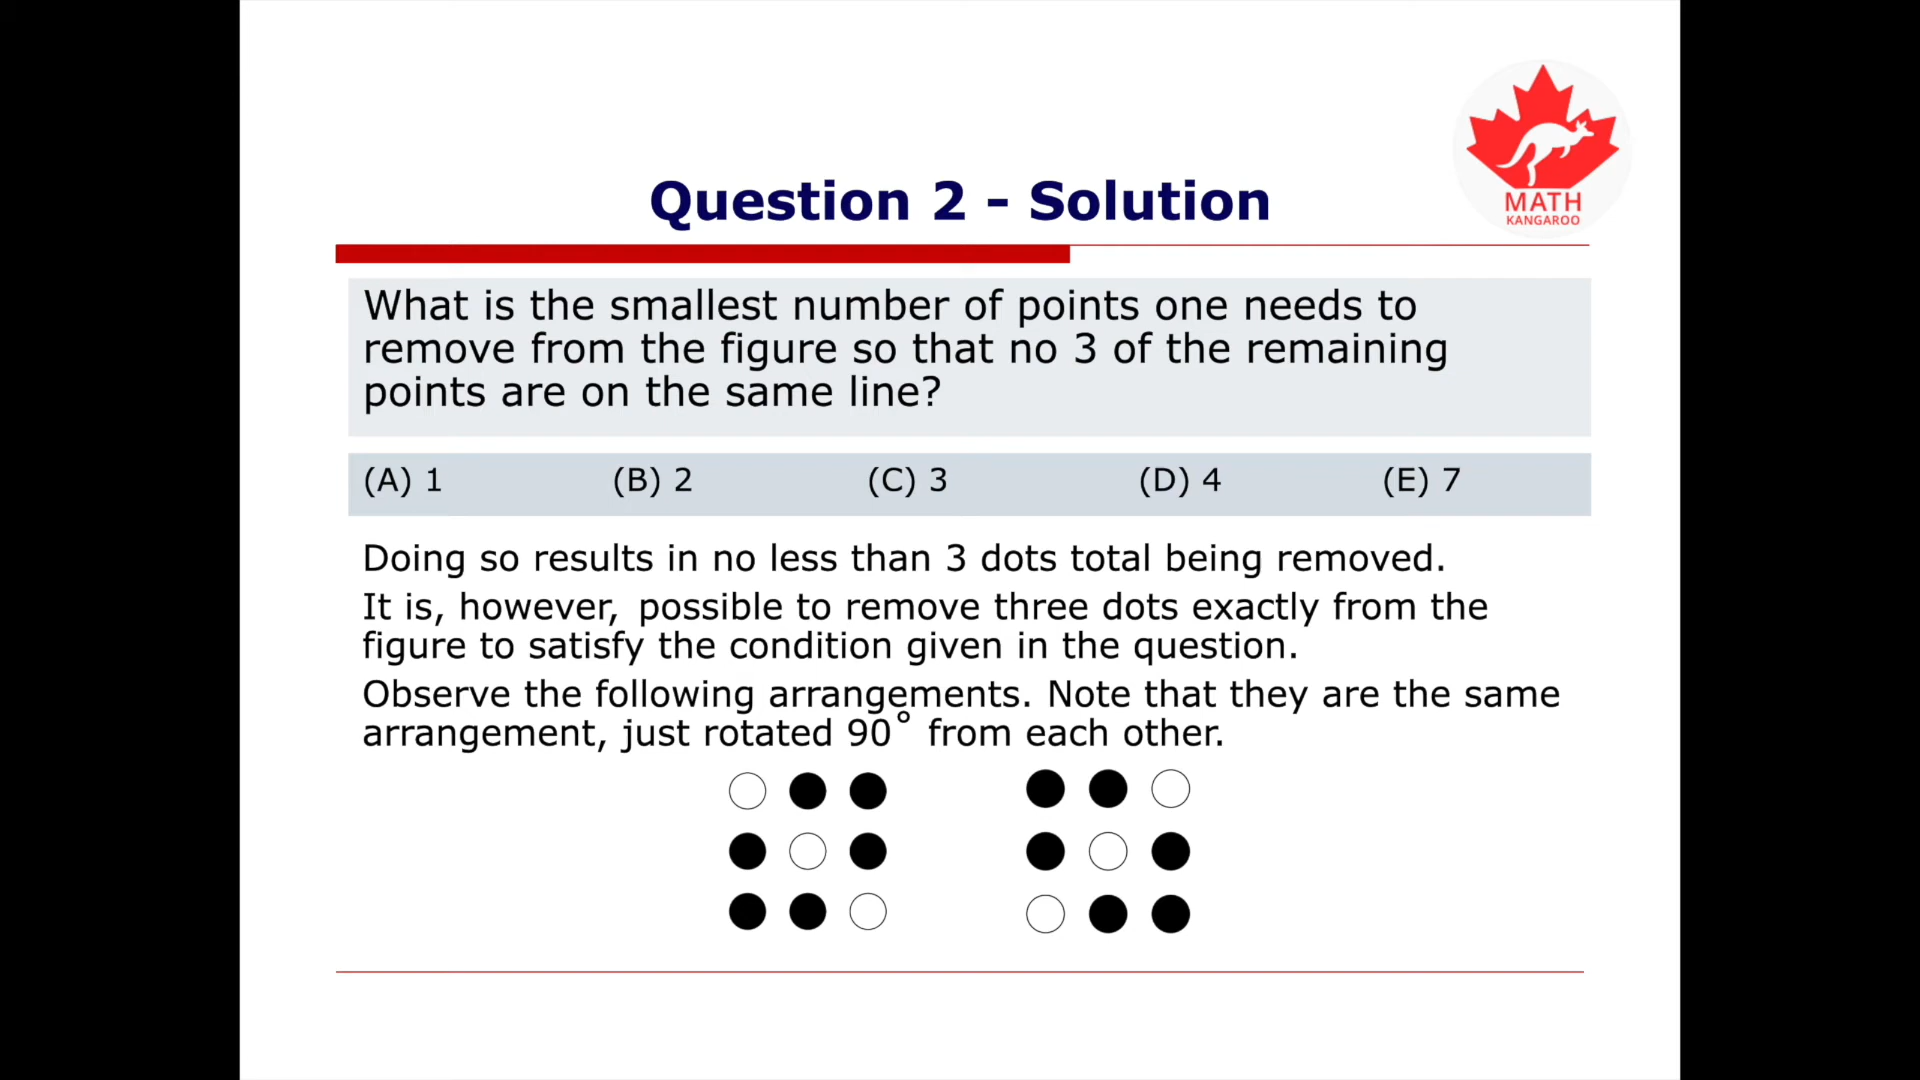 MATH
KANGAROO
Question 2 - Solution
What is the smallest number of points one needs to
remove from the figure so that no 3 of the remaining
points are on the same line?
(A) 1 (B) 2 (C) 3 (D) 4 (E) 7
Doing so results in no less than 3 dots total being removed.
It is, however, possible to remove three dots exactly from the
figure to satisfy the condition given in the question.
Observe the following arrangements. Note that they are the same
arrangement, just rotated 90° from each other.